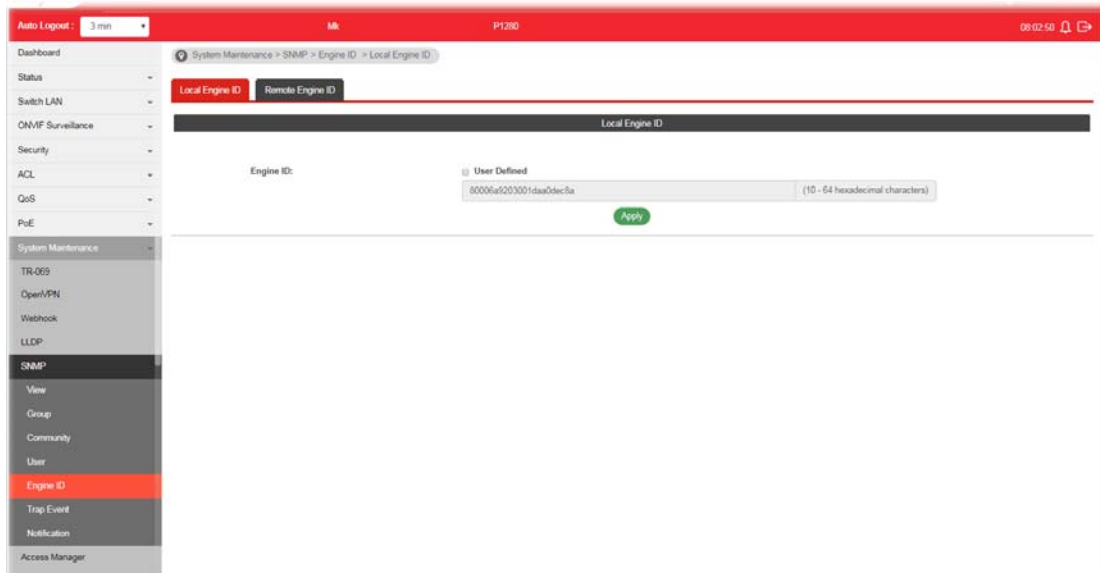 Auto Logout : 3 min Mk P1280 08:02:50
Dashboard
System Maintenance > SNMP > Engine ID > Local Engine ID
Status
Switch LAN
ONVIF Surveillance
Security
ACL
QoS
PoE
System Maintenance
TR-069
OpenVPN
Webhook
LLDP
SNMP
View
Group
Community
User
Engine ID
Trap Event
Notification
Access Manager
Local Engine ID Remote Engine ID
Local Engine ID
Engine ID: User Defined
80006a9203001daa0dec8a (10 - 64 hexadecimal characters)
Apply